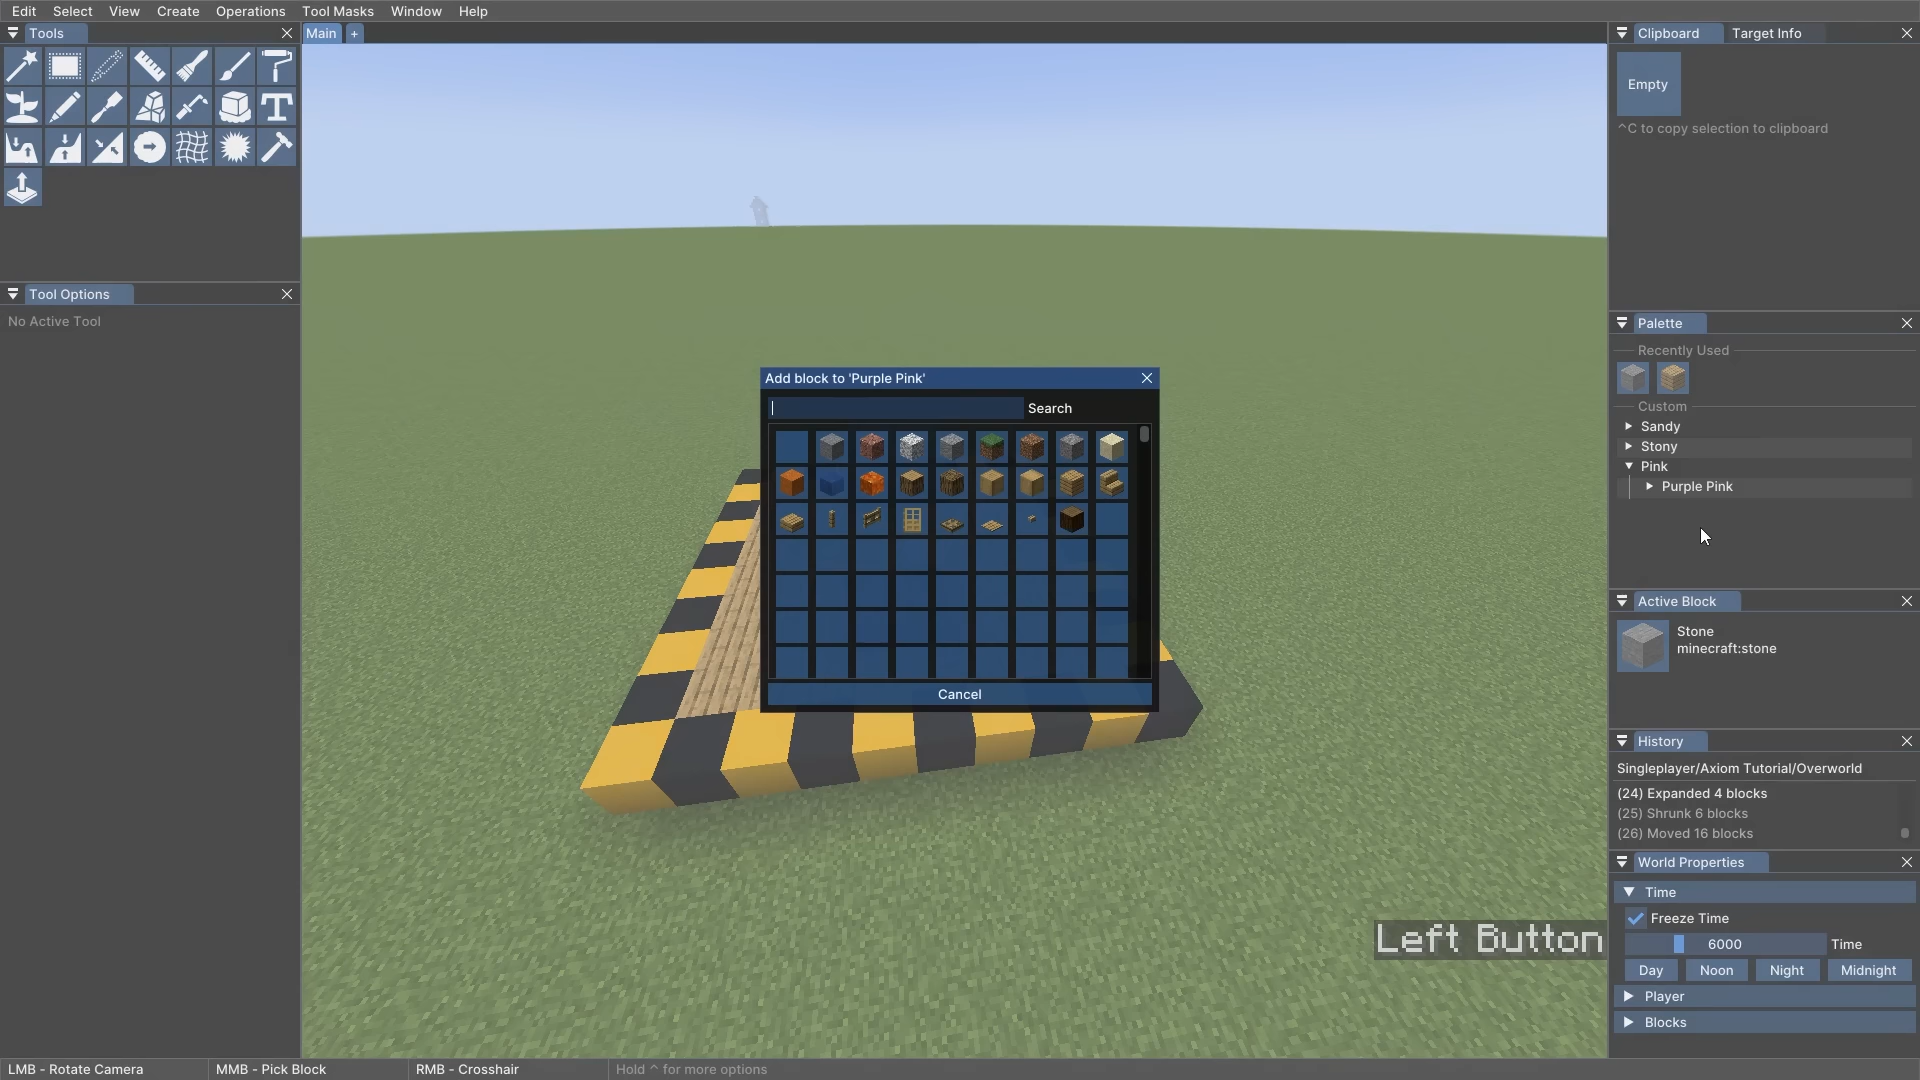 Edit Select View Create Operations Tool Masks Window Help
Tools
Main +
Clipboard Target Info
Empty
^C to copy selection to clipboard
Tool Options
No Active Tool
Palette
Recently Used
Custom
Sandy
Stony
Pink
Purple Pink
Add block to 'Purple Pink'
Search
Cancel
Active Block
Stone
minecraft:stone
History
Singleplayer/Axiom Tutorial/Overworld
(24) Expanded 4 blocks
(25) Shrunk 6 blocks
(26) Moved 16 blocks
World Properties
Time
Freeze Time
6000 Time
Day Noon Night Midnight
Player
Blocks
Left Button
LMB - Rotate Camera MMB - Pick Block RMB - Crosshair Hold ^ for more options